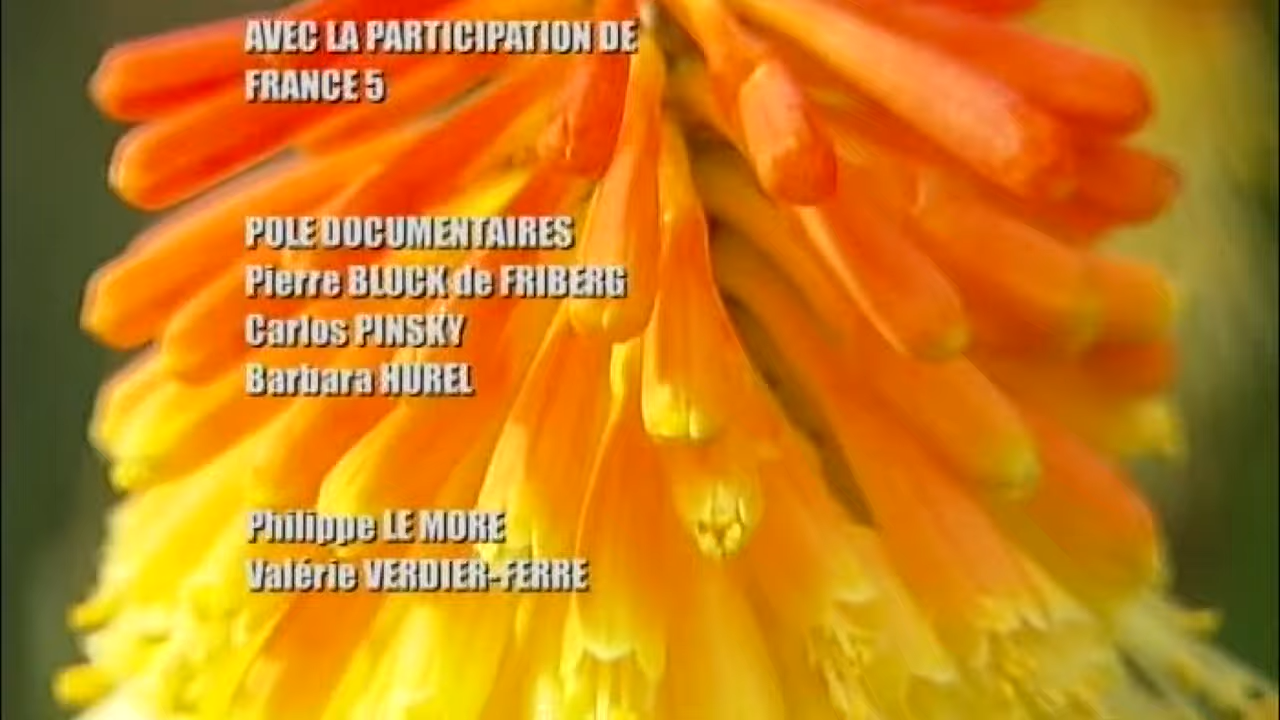 AVEC LA PARTICIPATION DE
FRANCE 5
POLE DOCUMENTAIRES
Pierre BLOCK de FRIBERG
Carlos PINSKY
Barbara HUREL
Philippe LE MORE
Valérie VERDIER-FERRE